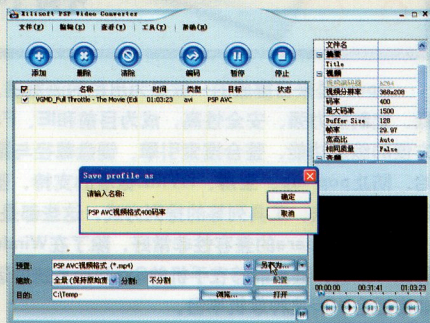 Xilisoft PSP Video Converter
文件(F) 编辑(E) 查看(V) 工具(T) 帮助(H)
添加 删除 清除 编码 暂停 停止
名称 时间 类型 目标 状态
VGMD_Full Throttle - The Movie (Edi 01:03:23 avi PSP AVC -
文件名
摘要
Title
视频
视频编码器 h264
视频分辨率 368x208
码率 400
最大码率 1500
Buffer Size 128
帧率 29.97
宽高比 Auto
相同质量 False
音频
Save profile as
请输入名称:
确定
PSP AVC视频格式400码率
取消
预置: PSP AVC视频格式 (*.mp4) 另存为...
缩放: 全景(保持原始宽 分割: 不分割 配置
目的: C:\Temp 浏览... 打开
00:00:00 00:31:41 01:03:23